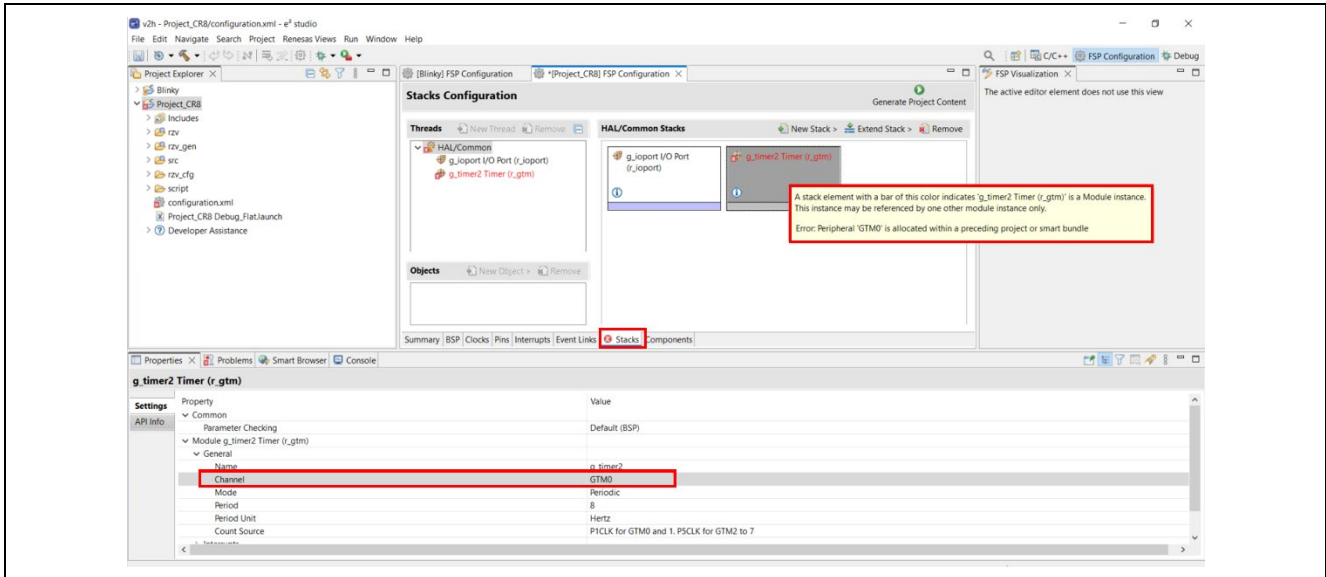 v2h - Project_CR8/configuration.xml - e² studio
File Edit Navigate Search Project Renesas Views Run Window Help
C/C++ FSP Configuration Debug
Project Explorer
[Blinky] FSP Configuration
*[Project_CR8] FSP Configuration
FSP Visualization
The active editor element does not use this view
Blinky
Project_CR8
Includes
rzv
rzv_gen
src
rzv_cfg
script
configuration.xml
Project_CR8 Debug_Flat.launch
Developer Assistance
Stacks Configuration
Generate Project Content
Threads New Thread Remove
HAL/Common
g_ioport I/O Port (r_ioport)
g_timer2 Timer (r_gtm)
Objects New Object > Remove
HAL/Common Stacks New Stack > Extend Stack > Remove
g_ioport I/O Port
(r_ioport)
g_timer2 Timer (r_gtm)
A stack element with a bar of this color indicates 'g_timer2 Timer (r_gtm)' is a Module instance.
This instance may be referenced by one other module instance only.
Error: Peripheral 'GTM0' is allocated within a preceding project or smart bundle
Summary BSP Clocks Pins Interrupts Event Links Stacks Components
Properties Problems Smart Browser Console
g_timer2 Timer (r_gtm)
Settings
API Info
Property Value
Common
Parameter Checking Default (BSP)
Module g_timer2 Timer (r_gtm)
General
Name g_timer2
Channel GTM0
Mode Periodic
Period 8
Period Unit Hertz
Count Source P1CLK for GTM0 and 1. P5CLK for GTM2 to 7